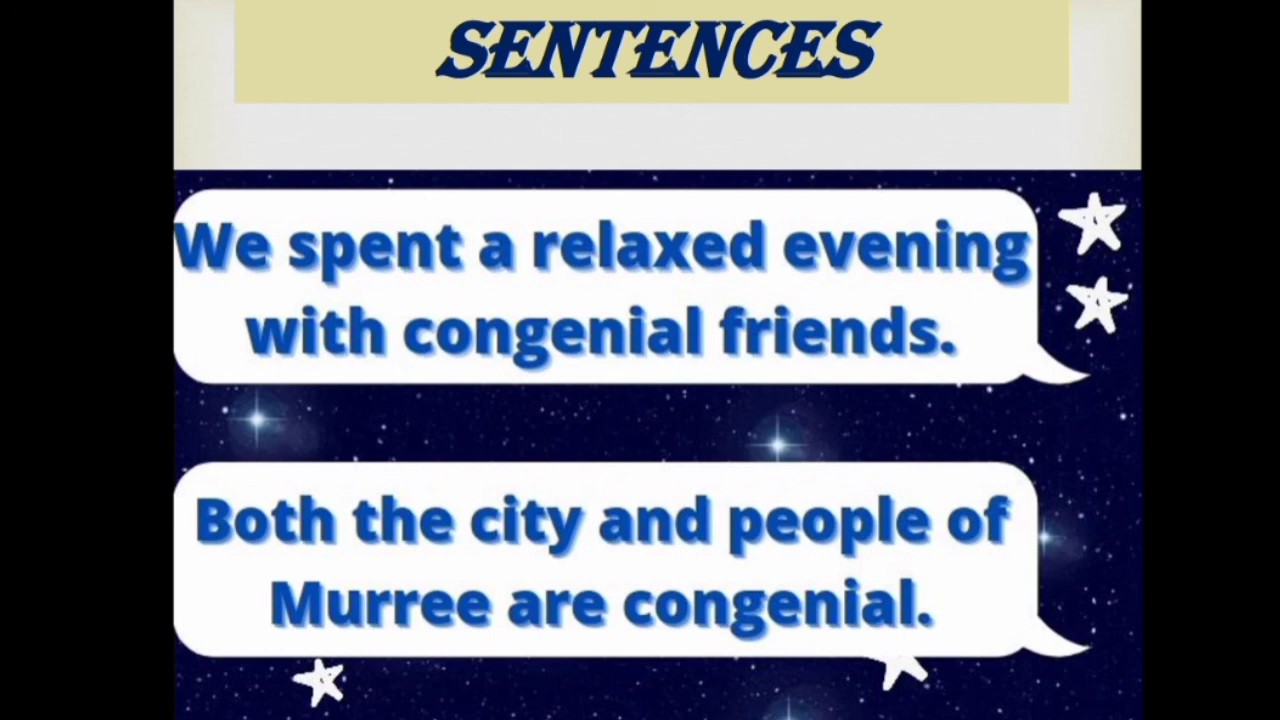 SENTENCES
We spent a relaxed evening
with congenial friends.
Both the city and people of
Murree are congenial.